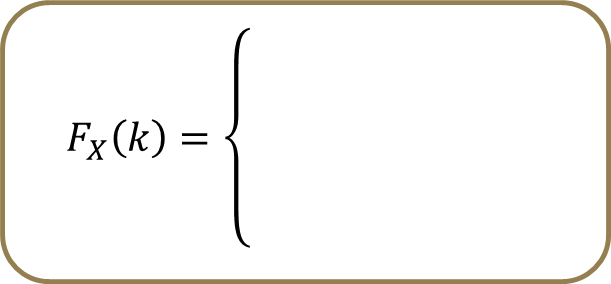 F_X(k) = {